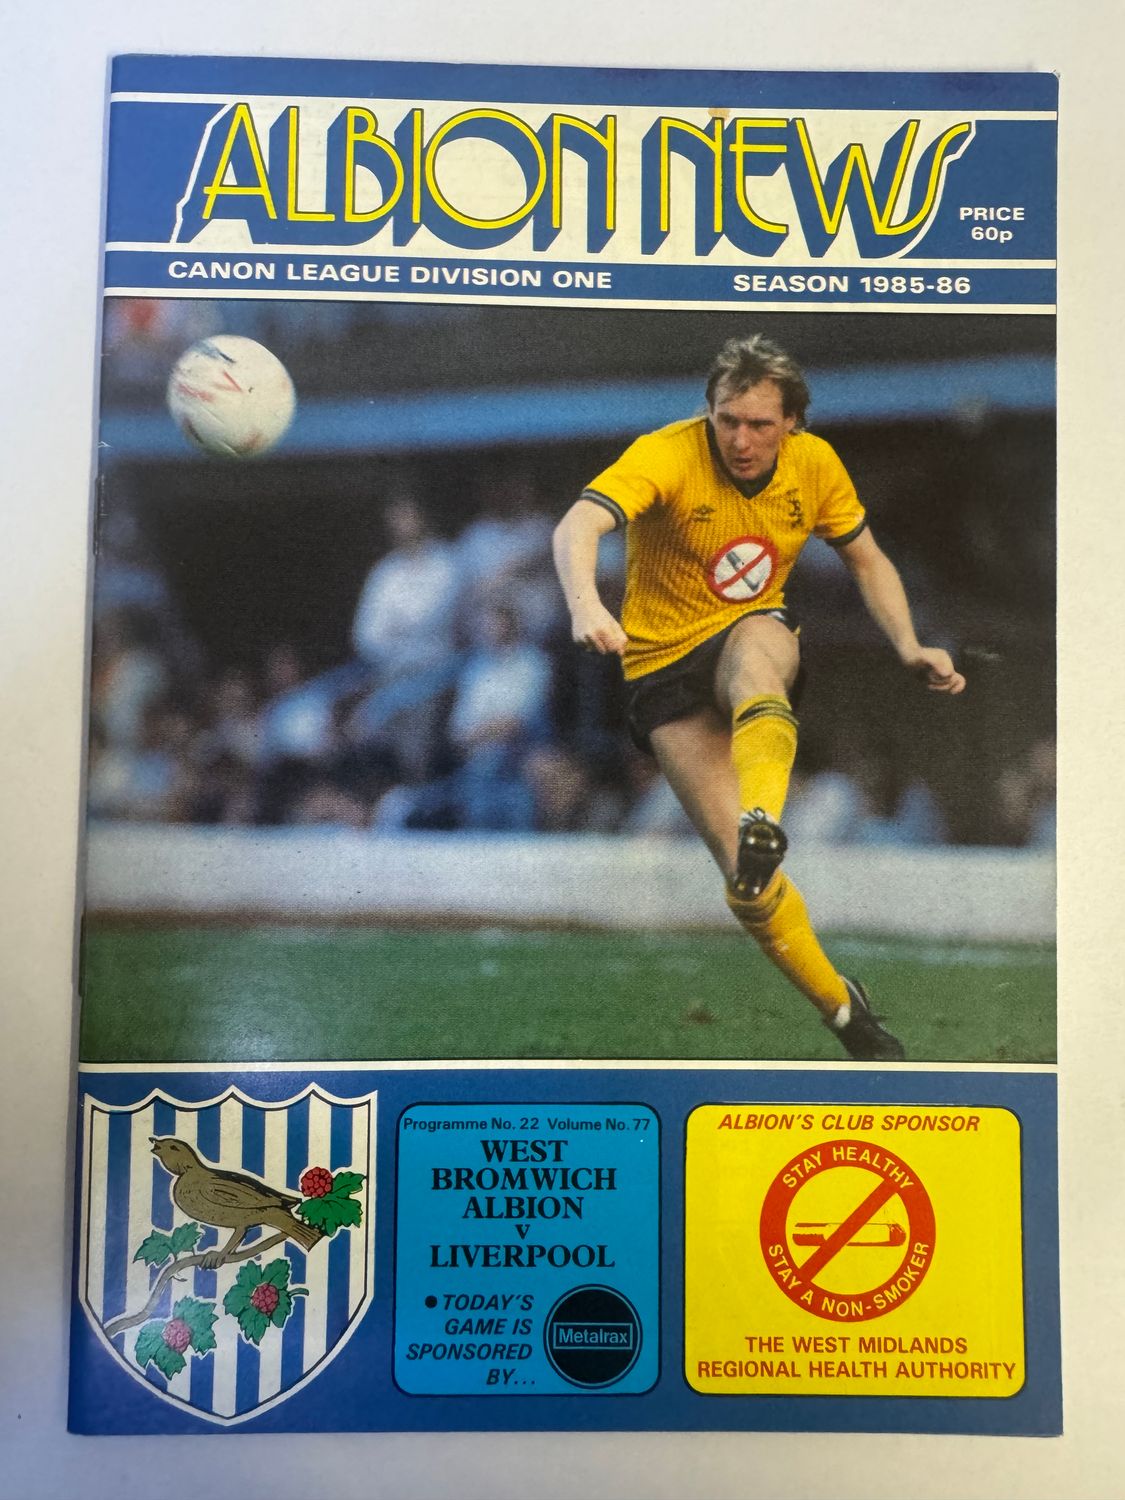 ALBION NEWS
PRICE
60p
CANON LEAGUE DIVISION ONE
SEASON 1985-86
Programme No. 22 Volume No. 77
WEST
BROMWICH
ALBION
v
LIVERPOOL
• TODAY'S
GAME IS
SPONSORED
BY...
Metalrax
ALBION'S CLUB SPONSOR
STAY HEALTHY
STAY A NON-SMOKER
THE WEST MIDLANDS
REGIONAL HEALTH AUTHORITY